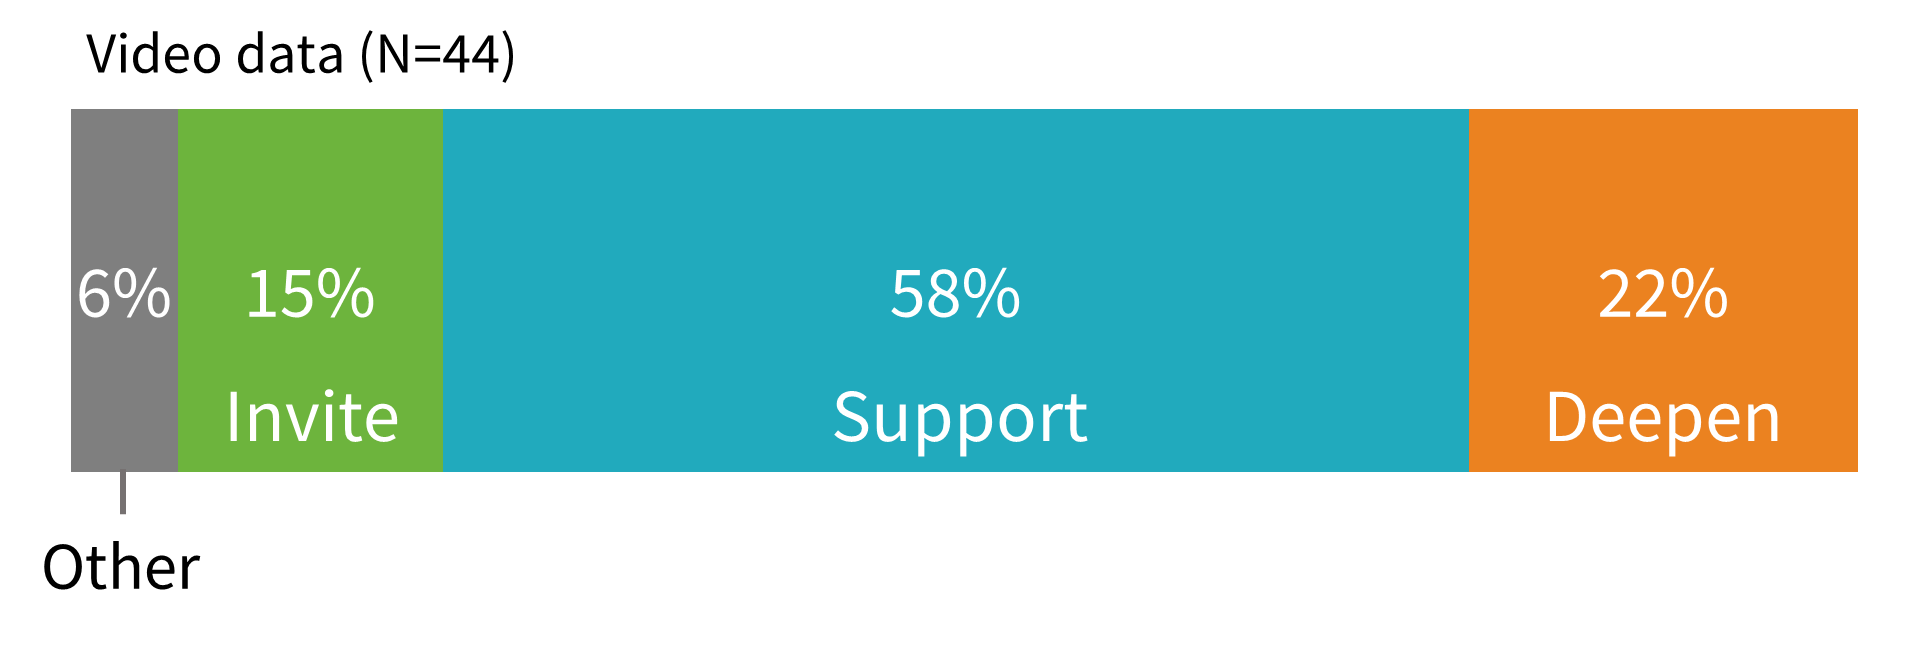 Video data (N=44)
6% 15% 58% 22%
Invite Support Deepen
Other